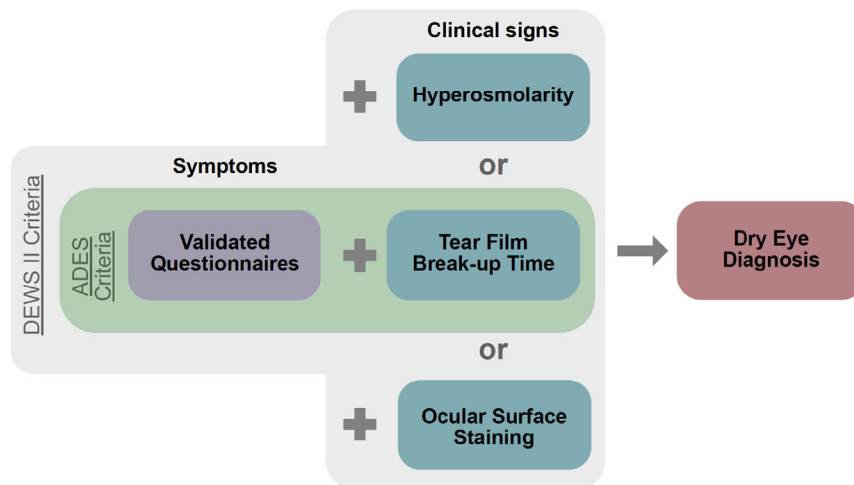 Clinical signs
Hyperosmolarity
or
Symptoms
DEWS II Criteria
ADES
Criteria
Validated
Questionnaires
Tear Film
Break-up Time
Dry Eye
Diagnosis
or
Ocular Surface
Staining